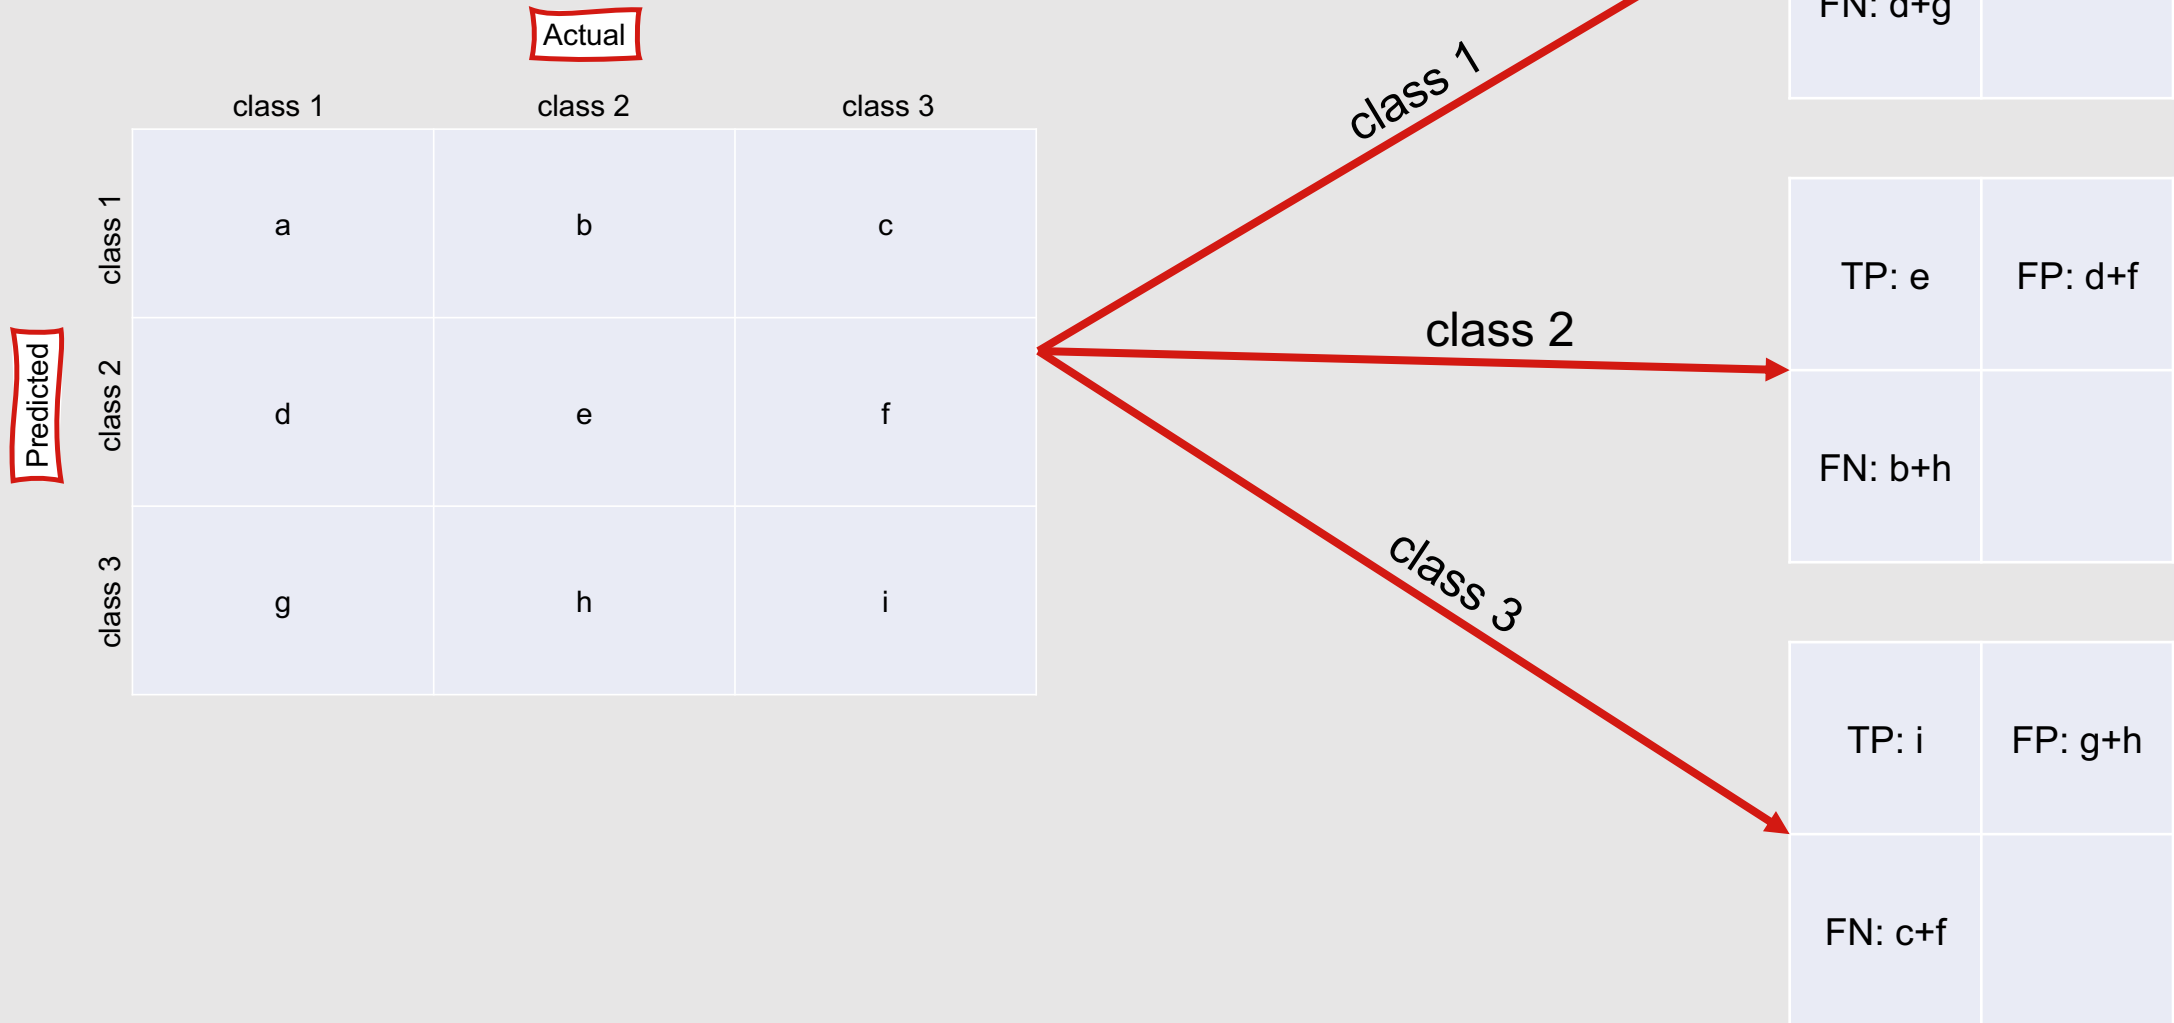 Actual
class 1 class 2 class 3
Predicted
class 1
a b c
class 2
d e f
class 3
g h i
class 1
FN: d+g
class 2
TP: e FP: d+f
FN: b+h
class 3
TP: i FP: g+h
FN: c+f